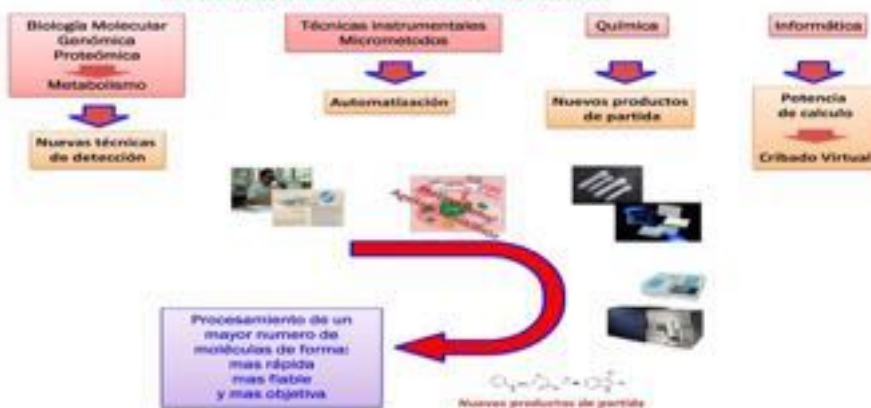 Biología Molecular
Genómica
Proteómica
Metabolismo
Nuevas técnicas
de detección
Técnicas instrumentales
Micrometodos
Automatización
Química
Nuevos productos
de partida
Informática
Potencia
de calculo
Cribado Virtual
Procesamiento de un
mayor numero de
moléculas de forma:
mas rápida
mas fiable
y mas objetiva
Nuevos productos de partida